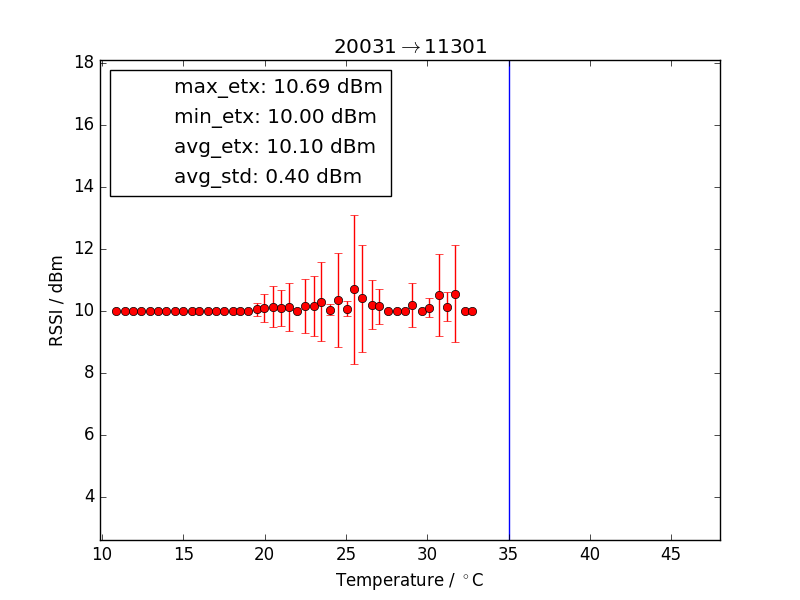 20031→11301
18
16
14
12
10
8
6
4
RSSI / dBm
max_etx: 10.69 dBm
min_etx: 10.00 dBm
avg_etx: 10.10 dBm
avg_std: 0.40 dBm
10 15 20 25 30 35 40 45
Temperature / °C